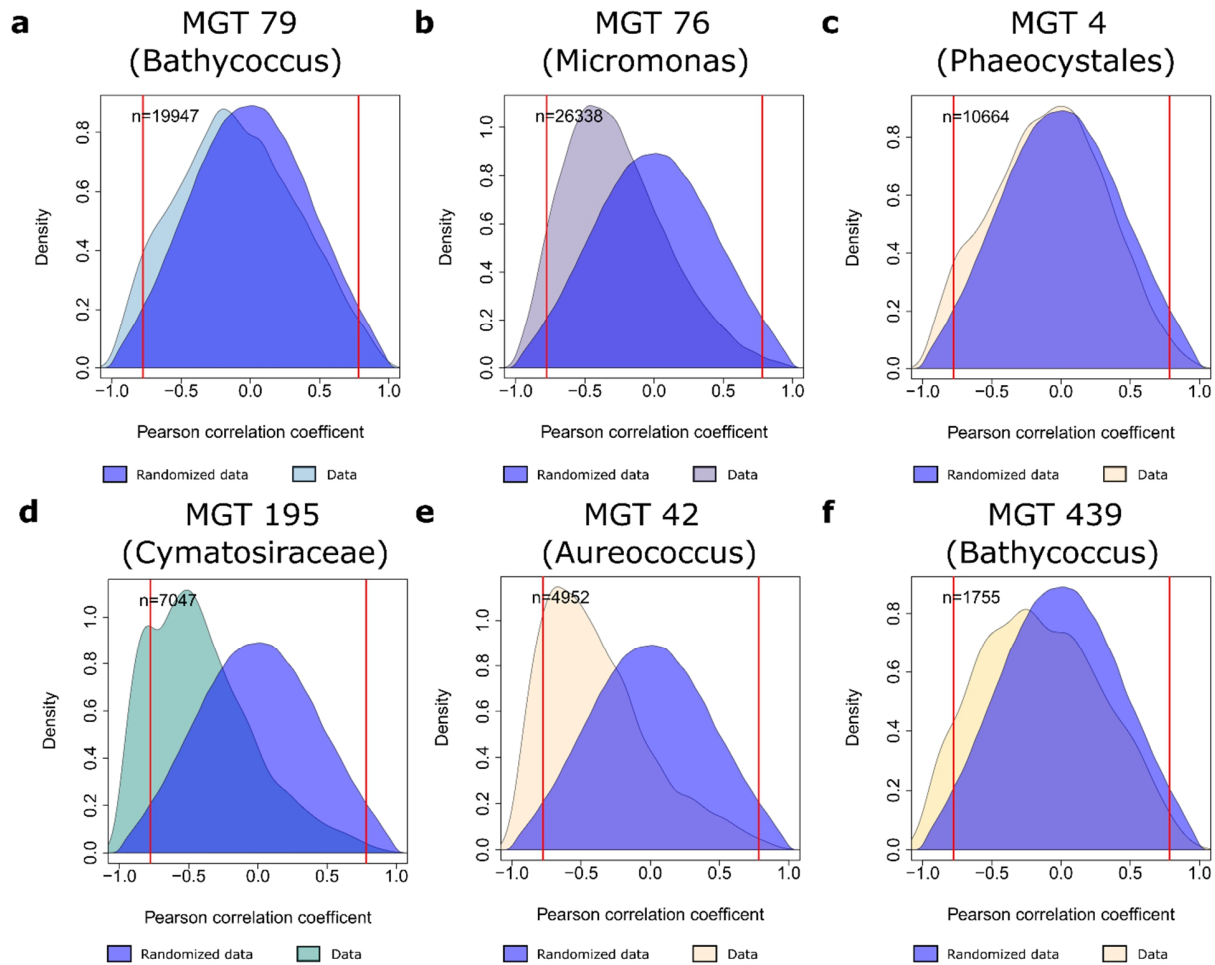 a
MGT 79
(Bathycoccus)
n=19947
0.0 0.2 0.4 0.6 0.8
Density
−1.0 −0.5 0.0 0.5 1.0
Pearson correlation coefficent
Randomized data Data
b
MGT 76
(Micromonas)
n=26338
0.0 0.2 0.4 0.6 0.8 1.0
Density
−1.0 −0.5 0.0 0.5 1.0
Pearson correlation coefficent
Randomized data Data
c
MGT 4
(Phaeocystales)
n=10664
0.0 0.2 0.4 0.6 0.8
Density
−1.0 −0.5 0.0 0.5 1.0
Pearson correlation coefficent
Randomized data Data
d
MGT 195
(Cymatosiraceae)
n=7047
0.0 0.2 0.4 0.6 0.8 1.0
Density
−1.0 −0.5 0.0 0.5 1.0
Pearson correlation coefficent
Randomized data Data
e
MGT 42
(Aureococcus)
n=4952
0.0 0.2 0.4 0.6 0.8 1.0
Density
−1.0 −0.5 0.0 0.5 1.0
Pearson correlation coefficent
Randomized data Data
f
MGT 439
(Bathycoccus)
n=1755
0.0 0.2 0.4 0.6 0.8
Density
−1.0 −0.5 0.0 0.5 1.0
Pearson correlation coefficent
Randomized data Data